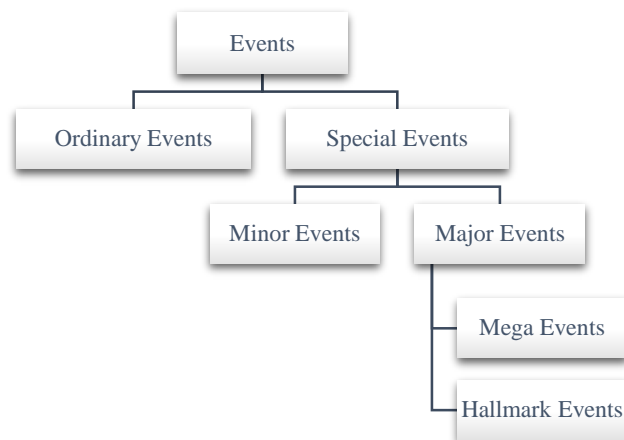 Events
Ordinary Events
Special Events
Minor Events
Major Events
Mega Events
Hallmark Events